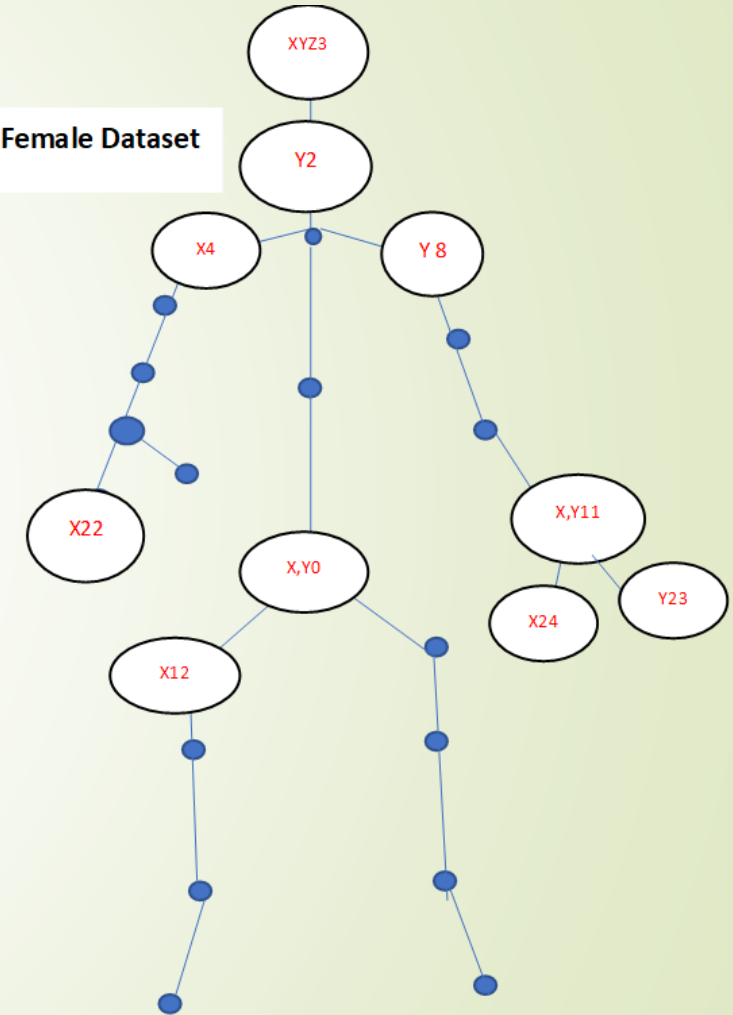 XYZ3
Female Dataset
Y2
X4
Y 8
X22
X,Y11
X,Y0
X24
Y23
X12